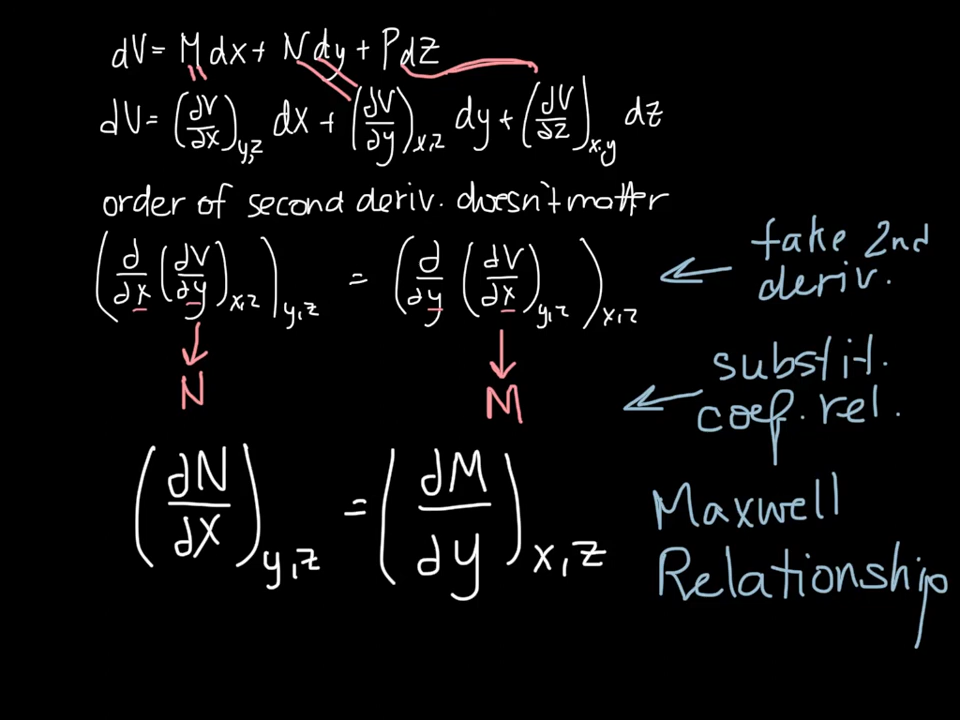 dV = M dx + N dy + P dz
dV = (∂V/∂x)_{y,z} dx + (∂V/∂y)_{x,z} dy + (∂V/∂z)_{x,y} dz
order of second deriv. doesn't matter
(∂/∂x (∂V/∂y)_{x,z})_{y,z} = (∂/∂y (∂V/∂x)_{y,z})_{x,z}
take 2nd
deriv.
N
M
substit.
coef. rel.
(∂N/∂x)_{y,z} = (∂M/∂y)_{x,z}
Maxwell
Relationship